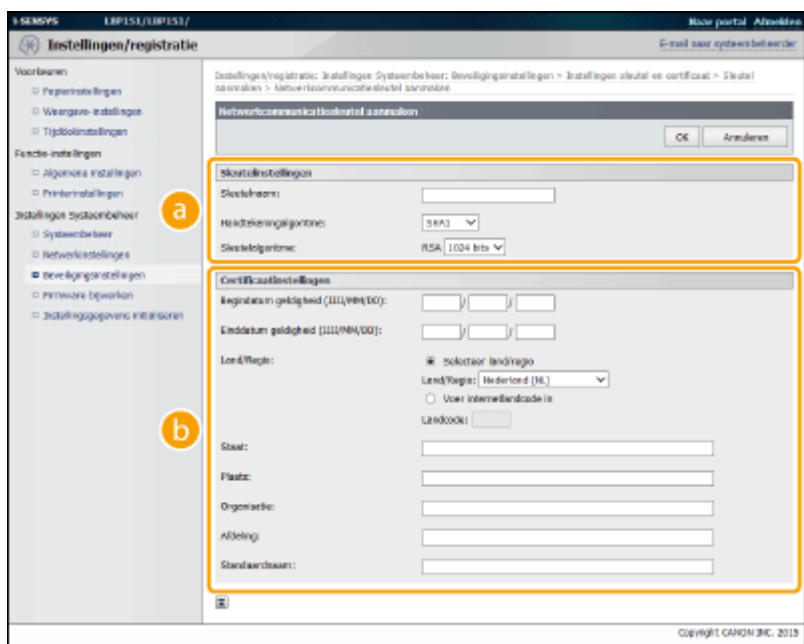 i-SENSYS LBP151/LBP151/ Naar portal Afmelden
Instellingen/registratie E-mail naar systeembeheerder
Voorkeuren
Papierinstellingen
Weergave-instellingen
Tijdklokinstellingen
Functie-instellingen
Algemene instellingen
Printerinstellingen
Instellingen Systeembeheer
Systeembeheer
Netwerkinstellingen
Beveiligingsinstellingen
Firmware bijwerken
Instellingsgegevens initialiseren
Instellingen/registratie: Instellingen Systeembeheer: Beveiligingsinstellingen > Instellingen sleutel en certificaat > Sleutel
aanmaken > Netwerkcommunicatiesleutel aanmaken
Netwerkcommunicatiesleutel aanmaken
OK Annuleren
a
Sleutelinstellingen
Sleutelnaam:
Handtekeningalgoritme: SHA1
Sleutelalgoritme: RSA 1024 bits
b
Certificaatinstellingen
Begindatum geldigheid (JJJJ/MM/DD): / /
Einddatum geldigheid (JJJJ/MM/DD): / /
Land/Regio: Selecteer land/regio
Land/Regio: Nederland (NL)
Voer internetlandcode in
Landcode:
Staat:
Plaats:
Organisatie:
Afdeling:
Standaardnaam:
Copyright CANON INC. 2015